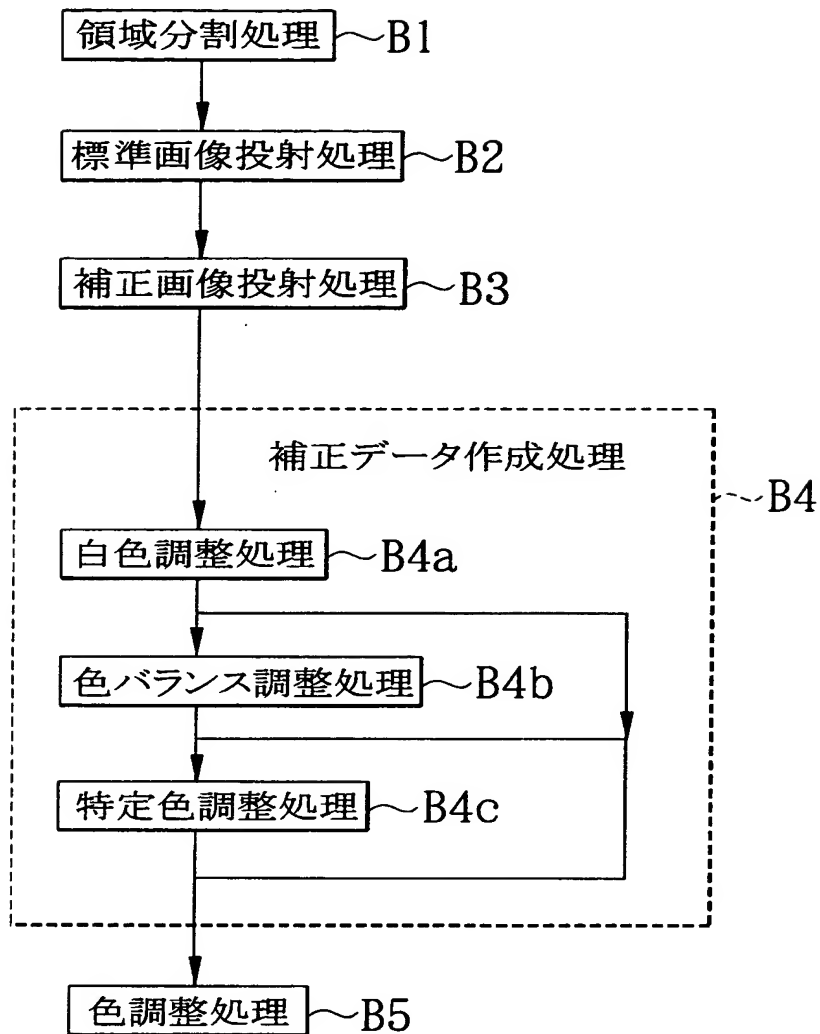 領域分割処理 B1
標準画像投射処理 B2
補正画像投射処理 B3
補正データ作成処理
B4
白色調整処理 B4a
色バランス調整処理 B4b
特定色調整処理 B4c
色調整処理 B5